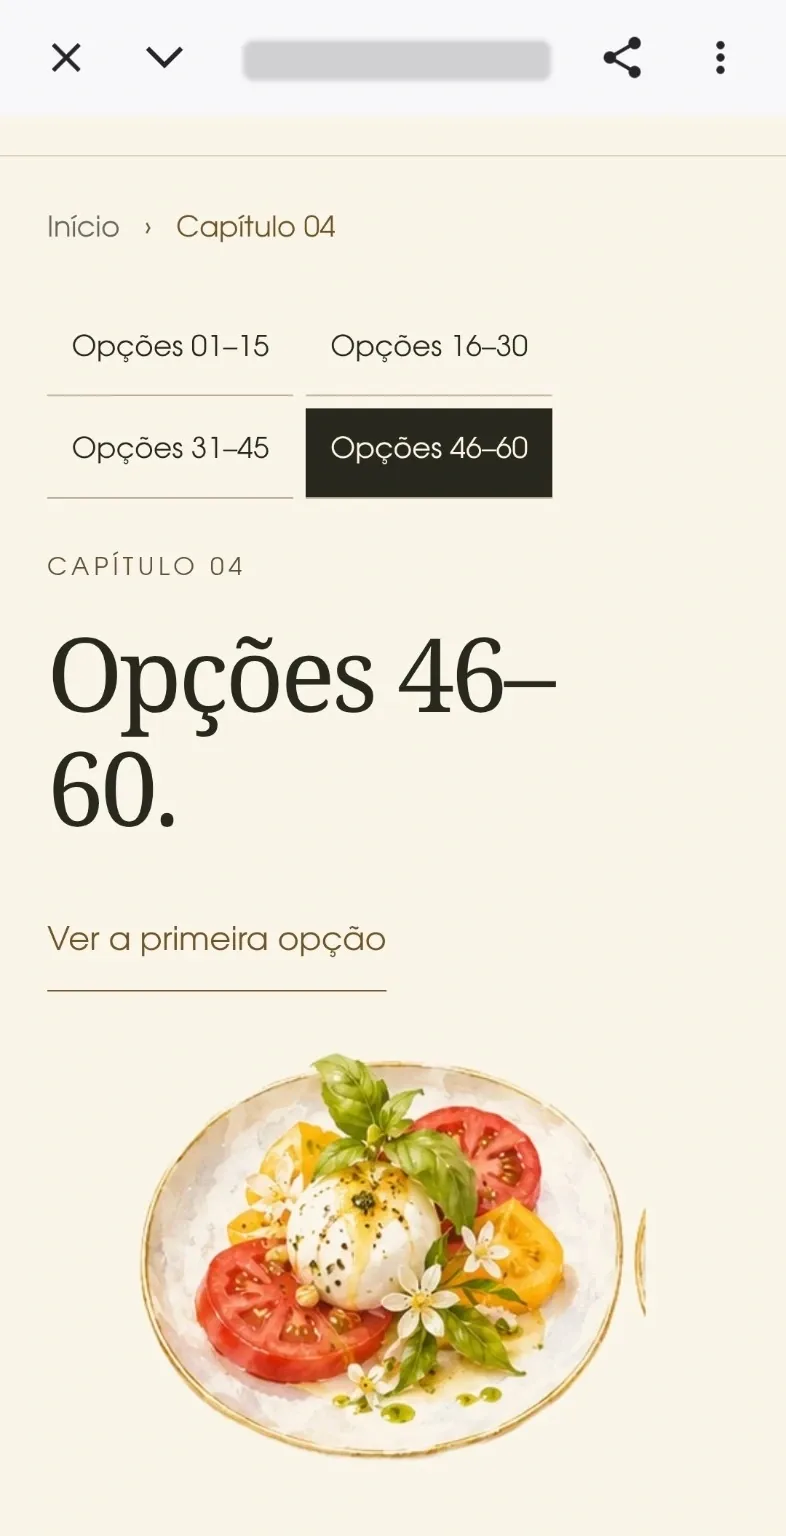 Início › Capítulo 04
Opções 01–15 Opções 16–30
Opções 31–45 Opções 46–60
CAPÍTULO 04
Opções 46–
60.
Ver a primeira opção